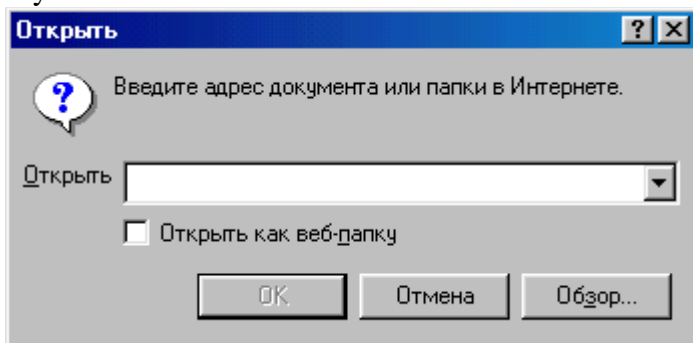 Открыть
Введите адрес документа или папки в Интернете.
Открыть
Открыть как веб-папку
OK Отмена Обзор...